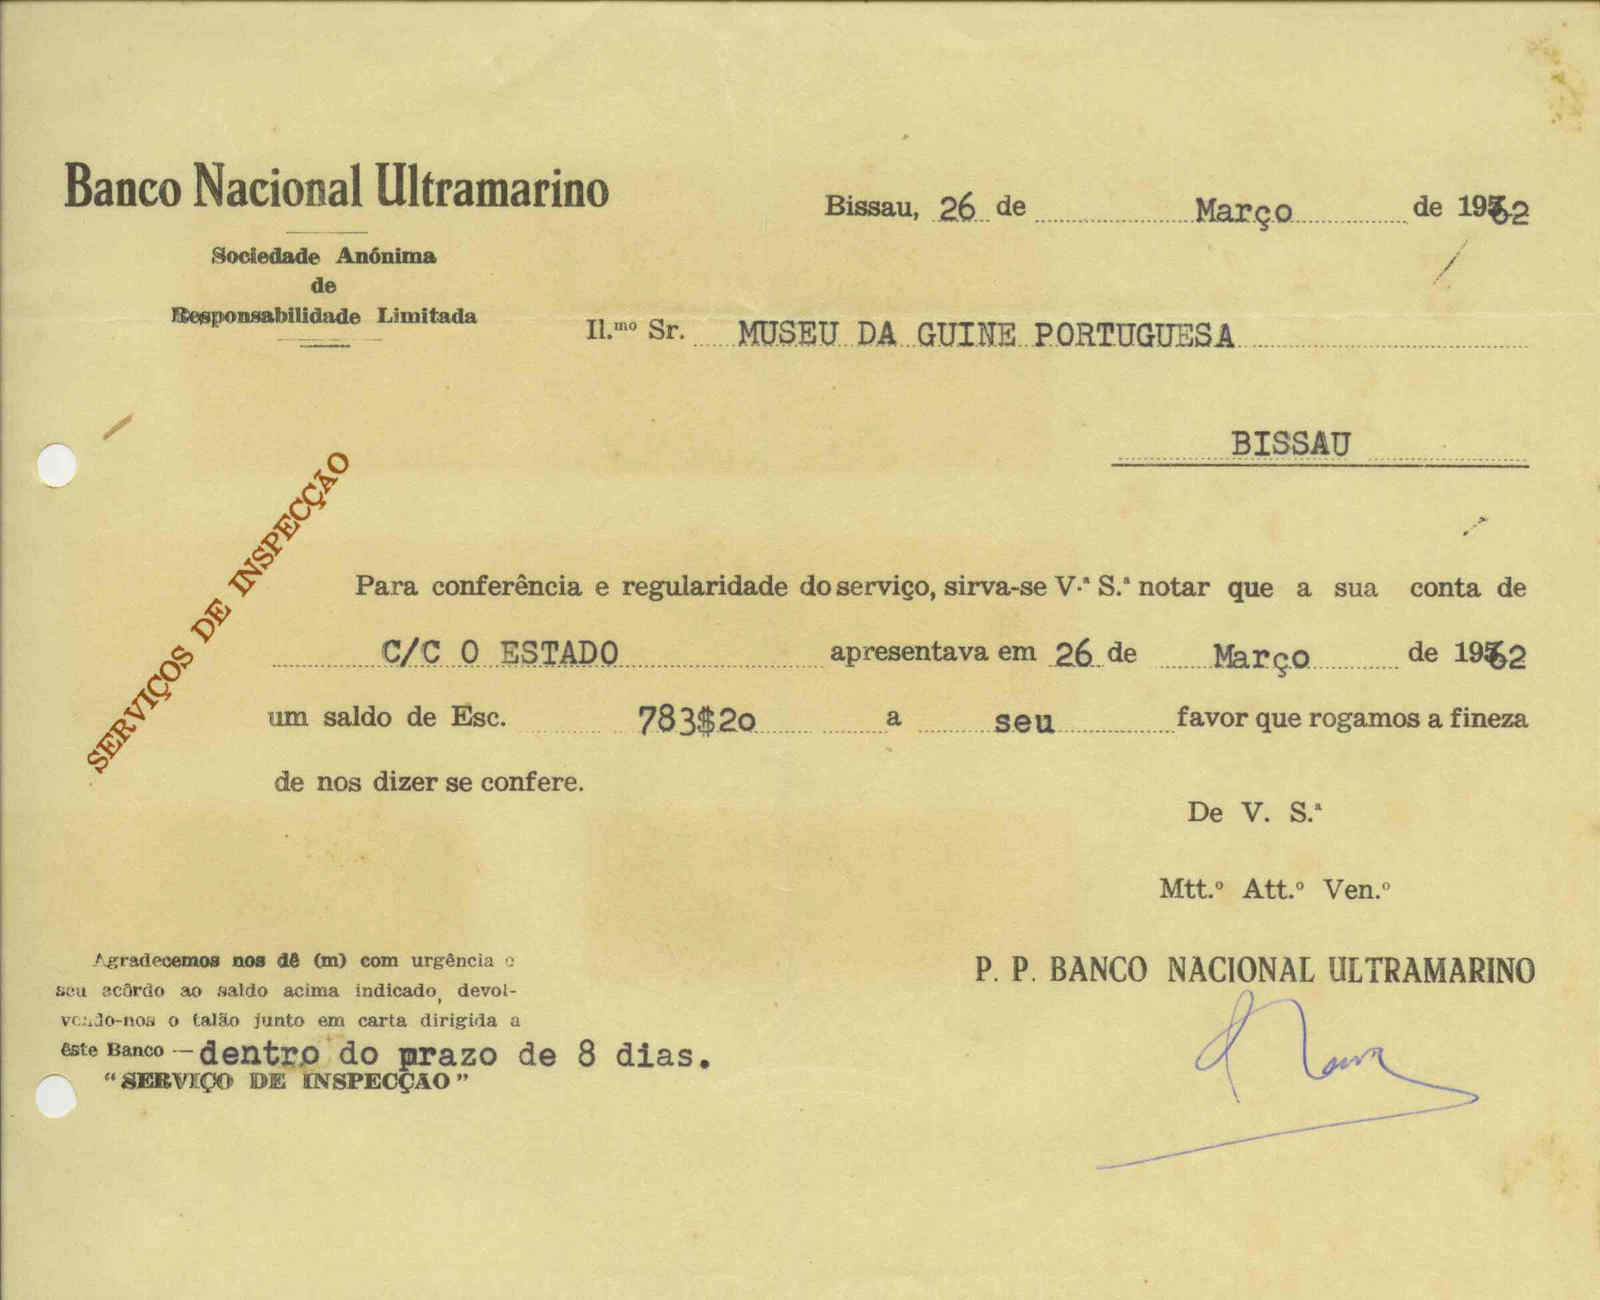 Banco Nacional Ultramarino
Sociedade Anónima
de
Responsabilidade Limitada
Bissau, 26 de Março de 1962
Il.mo Sr. MUSEU DA GUINE PORTUGUESA
BISSAU
SERVIÇOS DE INSPECÇÃO
Para conferência e regularidade do serviço, sirva-se V.ª S.ª notar que a sua conta de
C/C O ESTADO apresentava em 26 de Março de 1962
um saldo de Esc. 783$20 a seu favor que rogamos a fineza
de nos dizer se confere.
De V. S.ª
Mtt.º Att.º Ven.º
P. P. BANCO NACIONAL ULTRAMARINO
Agradecemos nos dê (m) com urgência o
seu acôrdo ao saldo acima indicado, devol-
vendo-nos o talão junto em carta dirigida a
êste Banco — dentro do prazo de 8 dias.
"SERVIÇO DE INSPECÇÃO"